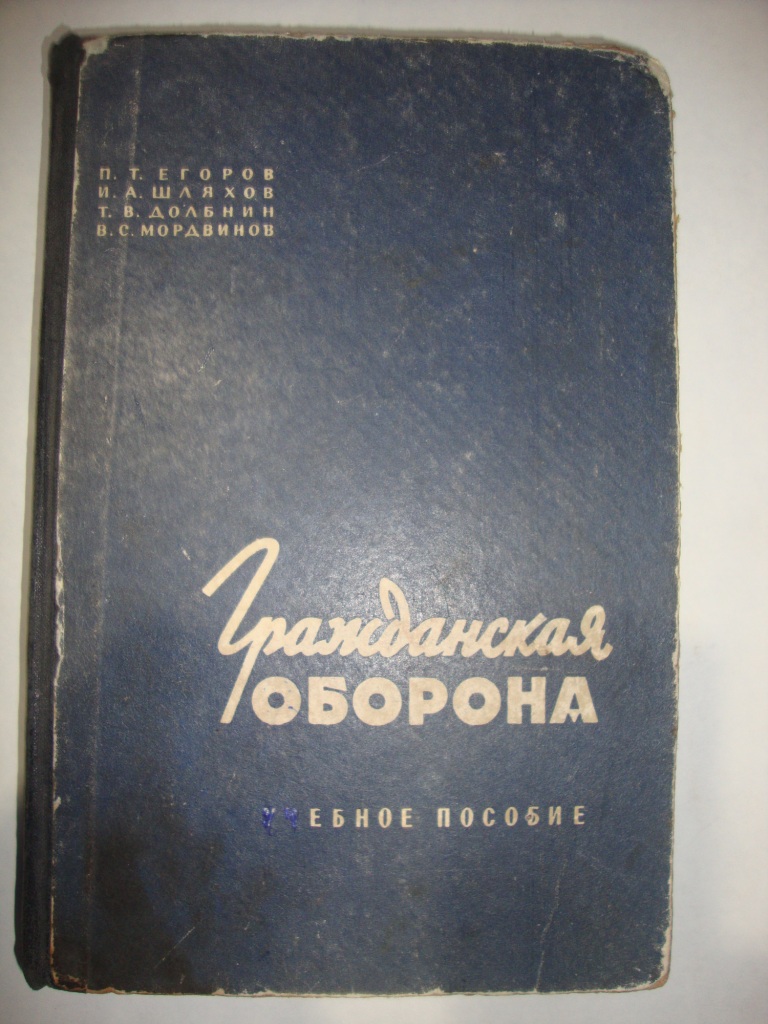 П. Т. ЕГОРОВ
И. А. ШЛЯХОВ
Т. В. ДОЛБНИН
В. С. МОРДВИНОВ
Гражданская
ОБОРОНА
УЧЕБНОЕ ПОСОБИЕ